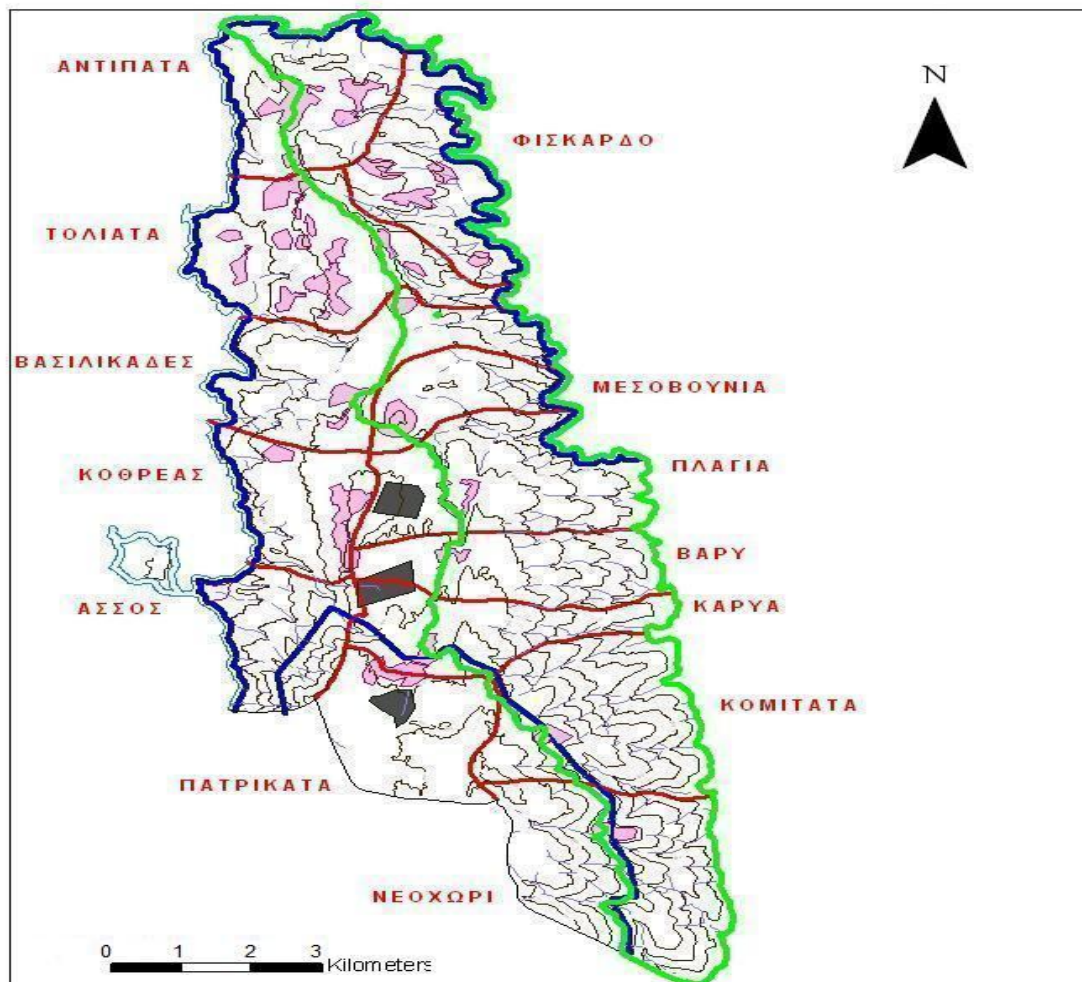 N
ΑΝΤΙΠΑΤΑ
ΦΙΣΚΑΡΔΟ
ΤΟΛΙΑΤΑ
ΒΑΣΙΛΙΚΑΔΕΣ
ΜΕΣΟΒΟΥΝΙΑ
ΠΛΑΓΙΑ
ΚΟΘΡΕΑΣ
ΒΑΡΥ
ΑΣΣΟΣ
ΚΑΡΥΑ
ΚΟΜΙΤΑΤΑ
ΠΑΤΡΙΚΑΤΑ
ΝΕΟΧΩΡΙ
0 1 2 3
Kilometers